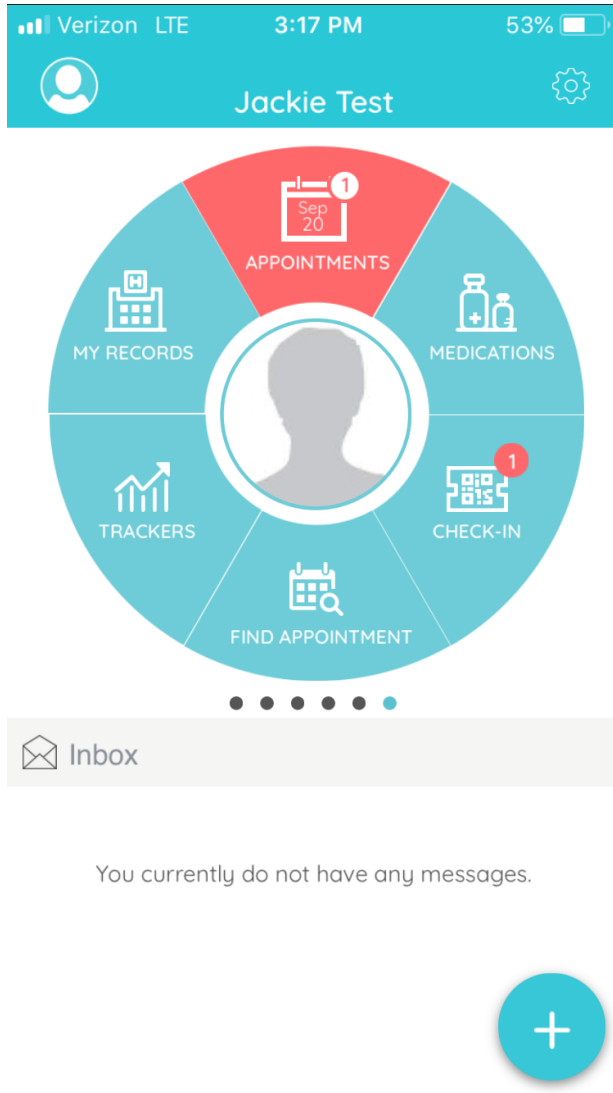 Verizon LTE 3:17 PM 53%
Jackie Test
1
Sep
20
APPOINTMENTS
MY RECORDS
MEDICATIONS
1
TRACKERS
CHECK-IN
FIND APPOINTMENT
Inbox
You currently do not have any messages.